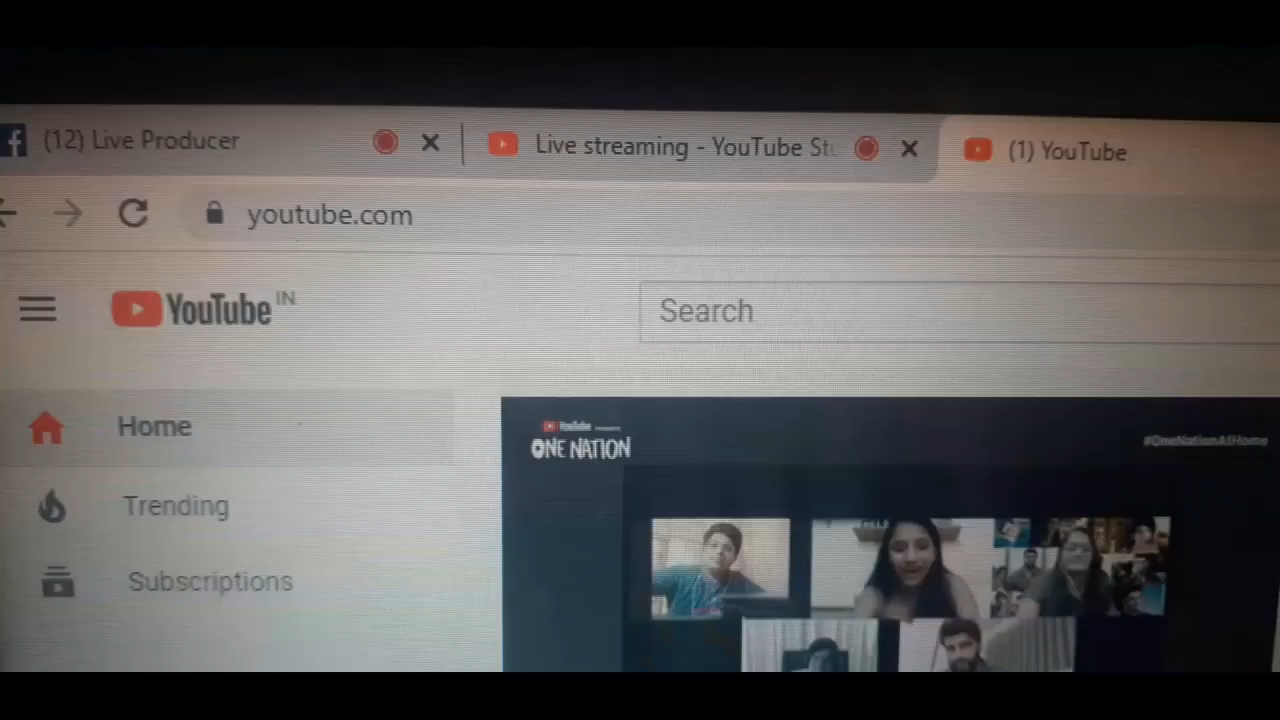 (12) Live Producer
Live streaming - YouTube Stu
(1) YouTube
youtube.com
YouTube IN
Search
Home
YouTube
ONE NATION
#OneNationAtHome
Trending
Subscriptions